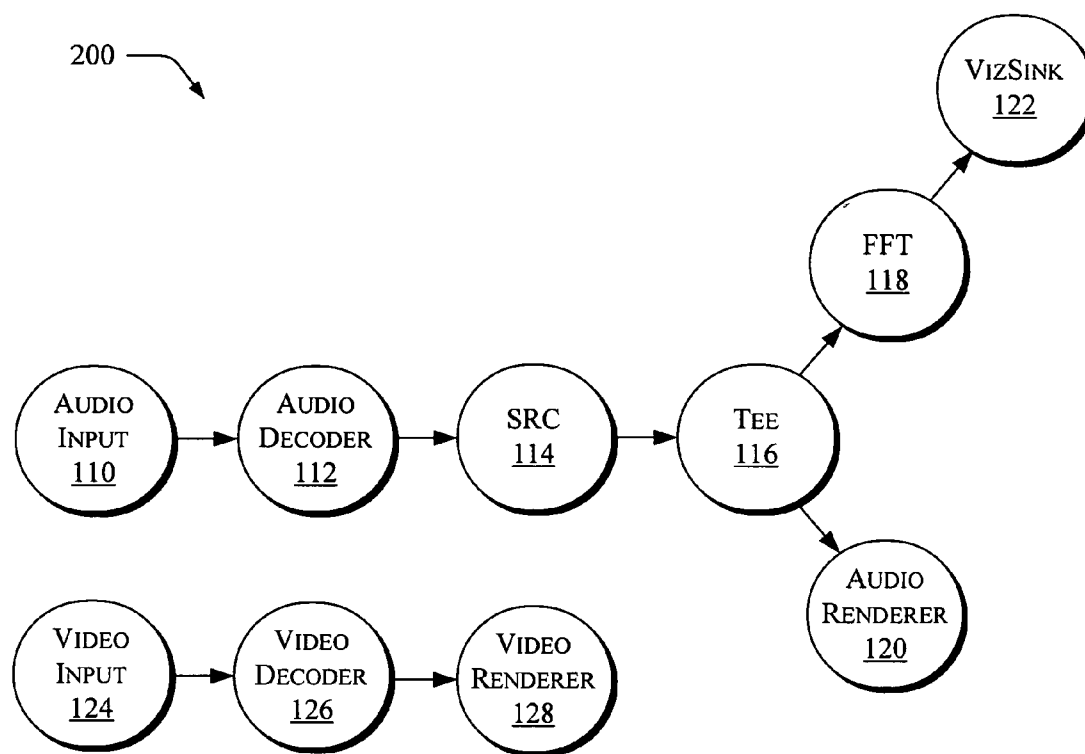 200
VIZSINK
122
FFT
118
AUDIO
INPUT
110
AUDIO
DECODER
112
SRC
114
TEE
116
AUDIO
RENDERER
120
VIDEO
INPUT
124
VIDEO
DECODER
126
VIDEO
RENDERER
128